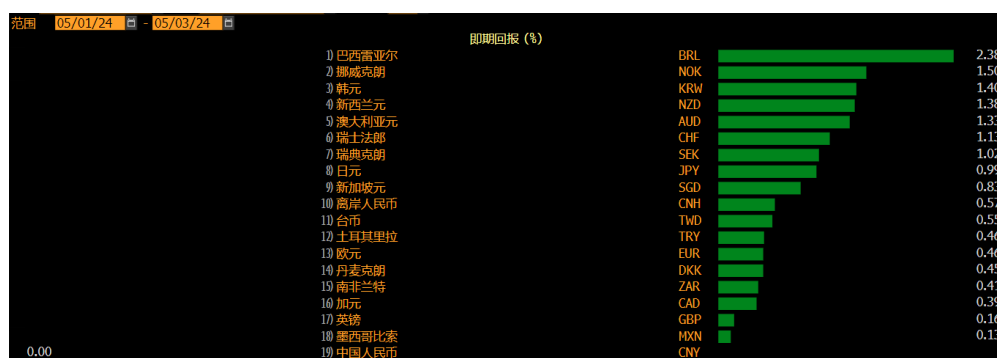 范围 05/01/24 - 05/03/24
即期回报 (%)
1) 巴西雷亚尔 BRL 2.38
2) 挪威克朗 NOK 1.50
3) 韩元 KRW 1.40
4) 新西兰元 NZD 1.38
5) 澳大利亚元 AUD 1.33
6) 瑞士法郎 CHF 1.13
7) 瑞典克朗 SEK 1.02
8) 日元 JPY 0.99
9) 新加坡元 SGD 0.83
10) 离岸人民币 CNH 0.57
11) 台币 TWD 0.55
12) 土耳其里拉 TRY 0.46
13) 欧元 EUR 0.46
14) 丹麦克朗 DKK 0.45
15) 南非兰特 ZAR 0.41
16) 加元 CAD 0.39
17) 英镑 GBP 0.16
18) 墨西哥比索 MXN 0.13
0.00 19) 中国人民币 CNY